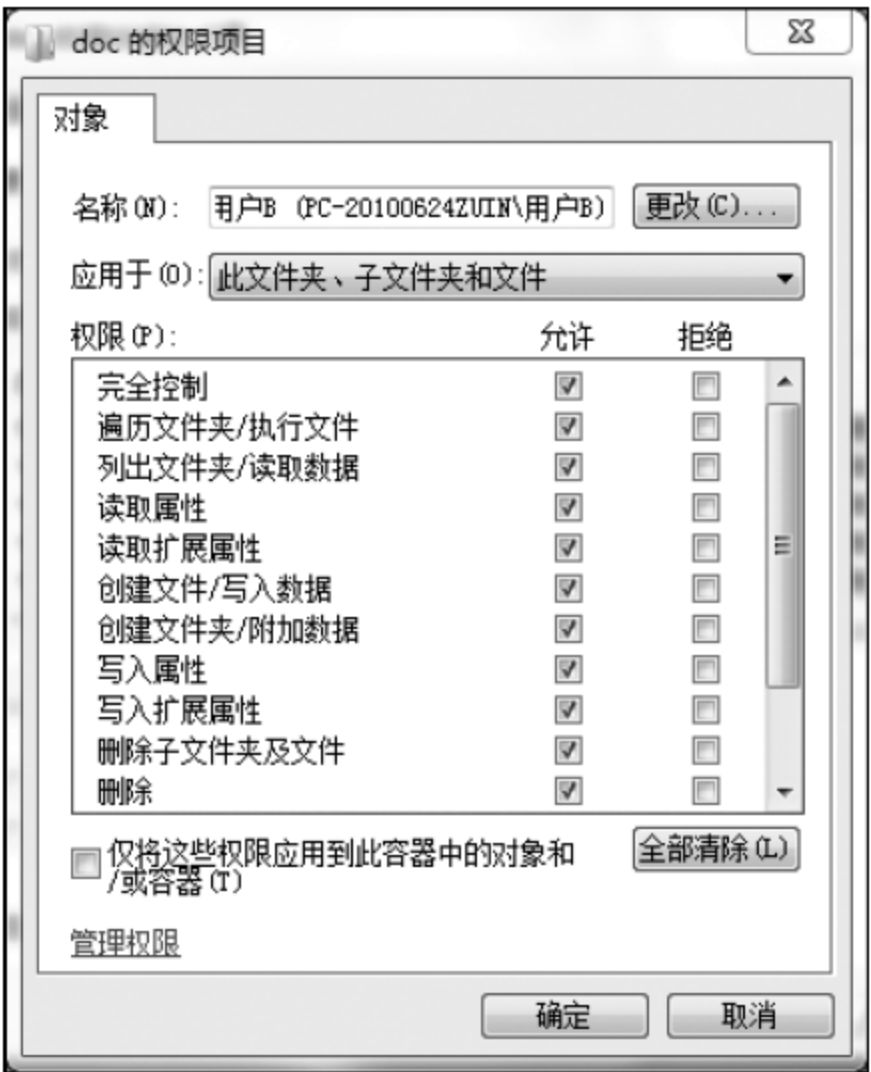 doc 的权限项目
对象
名称(N): 用户B (PC-20100624ZUIN\用户B) 更改(C)...
应用于(O): 此文件夹、子文件夹和文件
权限(P): 允许 拒绝
完全控制
遍历文件夹/执行文件
列出文件夹/读取数据
读取属性
读取扩展属性
创建文件/写入数据
创建文件夹/附加数据
写入属性
写入扩展属性
删除子文件夹及文件
删除
仅将这些权限应用到此容器中的对象和
/或容器(T)
全部清除(L)
管理权限
确定 取消